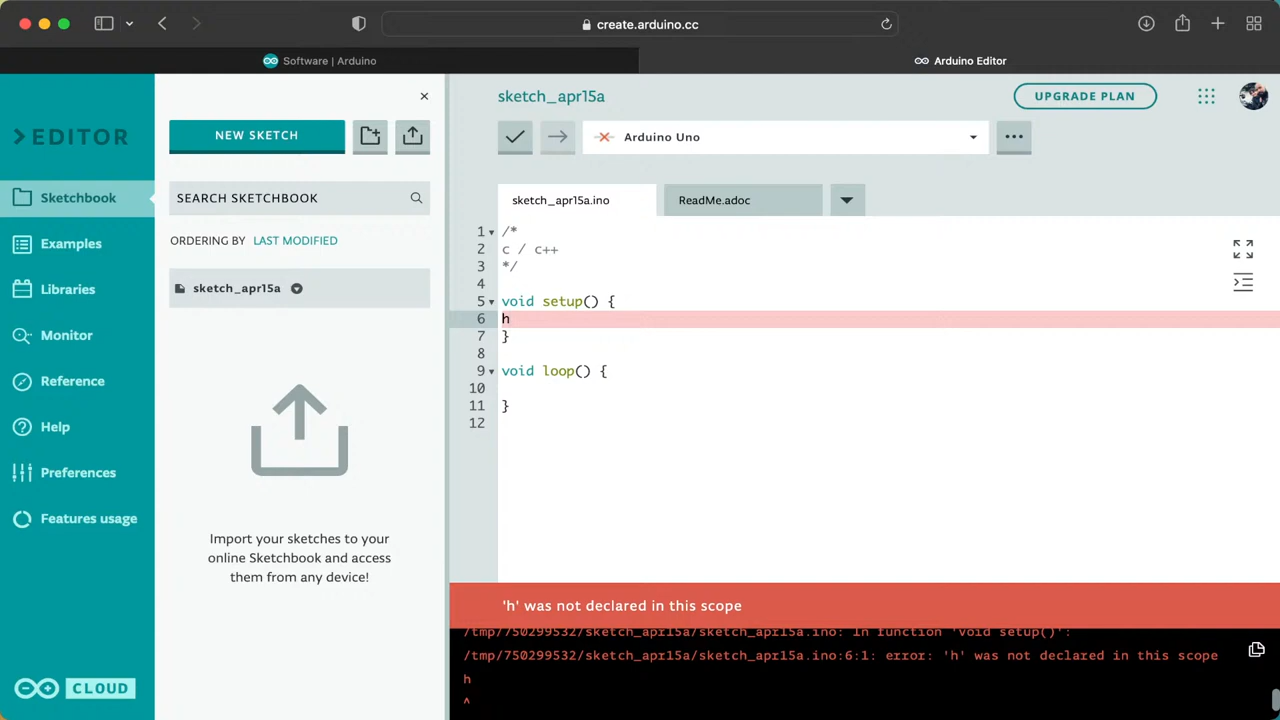 create.arduino.cc
Software | Arduino
Arduino Editor
EDITOR
Sketchbook
Examples
Libraries
Monitor
Reference
Help
Preferences
Features usage
CLOUD
NEW SKETCH
SEARCH SKETCHBOOK
ORDERING BY LAST MODIFIED
sketch_apr15a
Import your sketches to your
online Sketchbook and access
them from any device!
sketch_apr15a
UPGRADE PLAN
Arduino Uno
sketch_apr15a.ino
ReadMe.adoc
1 /*
2 c / c++
3 */
4
5 void setup() {
6 h
7 }
8
9 void loop() {
10
11 }
12
'h' was not declared in this scope
/tmp/750299532/sketch_apr15a/sketch_apr15a.ino: In function 'void setup()':
/tmp/750299532/sketch_apr15a/sketch_apr15a.ino:6:1: error: 'h' was not declared in this scope
h
^